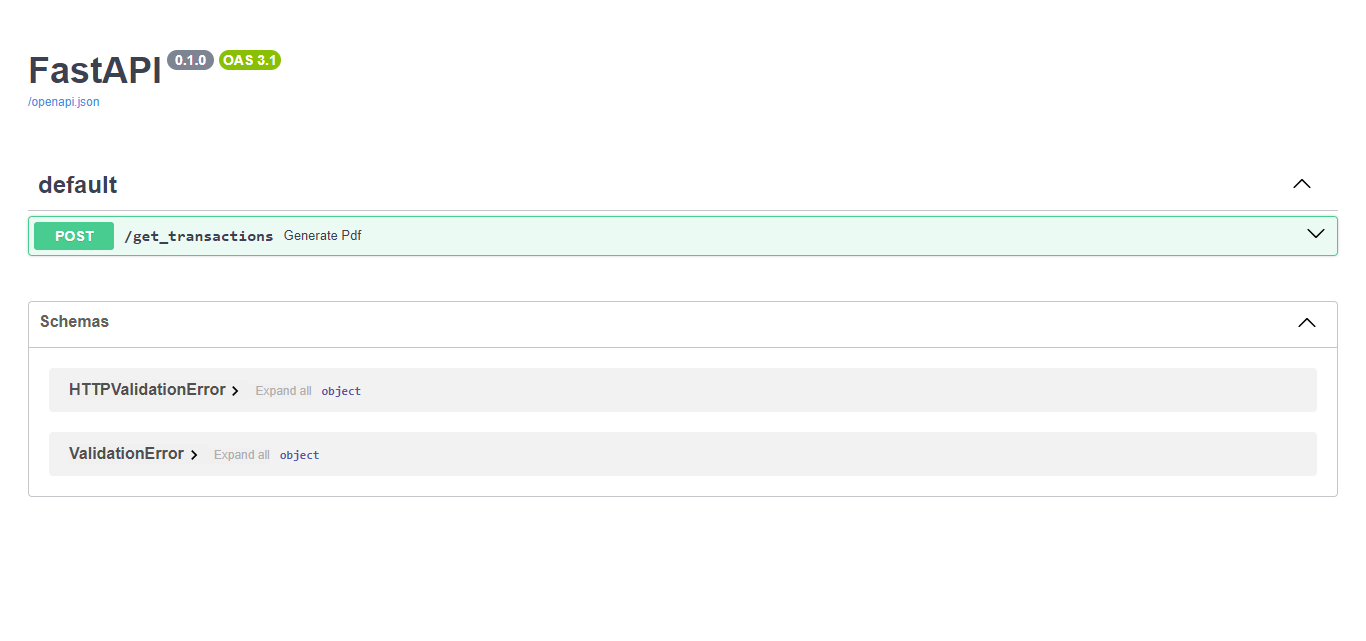 FastAPI 0.1.0 OAS 3.1
/openapi.json
default
POST /get_transactions Generate Pdf
Schemas
HTTPValidationError Expand all object
ValidationError Expand all object